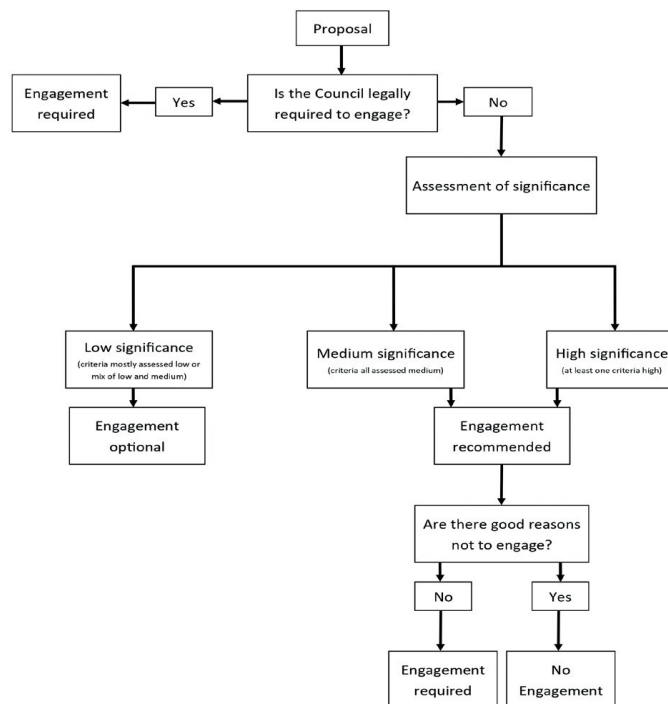 Proposal
Is the Council legally
required to engage?
Yes
Engagement
required
No
Assessment of significance
Low significance
(criteria mostly assessed low or
mix of low and medium)
Medium significance
(criteria all assessed medium)
High significance
(at least one criteria high)
Engagement
optional
Engagement
recommended
Are there good reasons
not to engage?
No
Yes
Engagement
required
No
Engagement